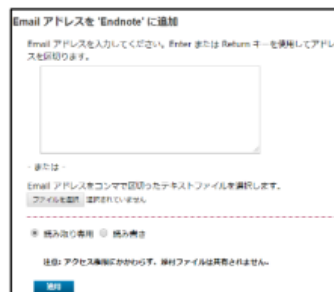 Email アドレスを 'Endnote' に追加
Email アドレスを入力してください。Enter または Return キーを使用してアドレ
スを区切ります。
- または -
Email アドレスをコンマで区切ったテキストファイルを選択します。
ファイルを選択 選択されていません
読み取り専用 読み書き
注意: アクセス権限にかかわらず、添付ファイルは共有されません。
適用